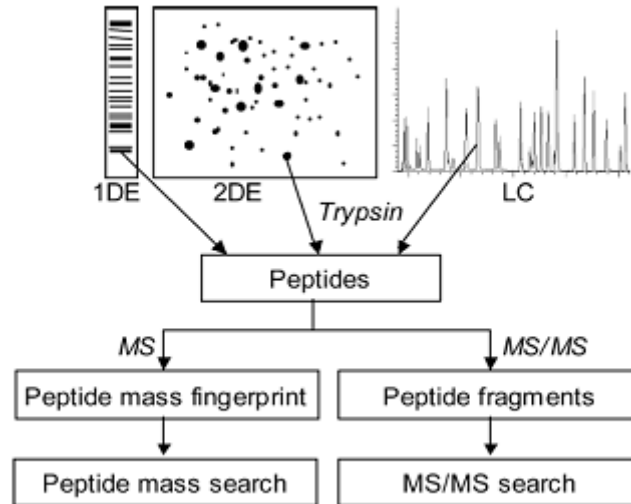 1DE
2DE
LC
Trypsin
Peptides
MS
MS/MS
Peptide mass fingerprint
Peptide fragments
Peptide mass search
MS/MS search